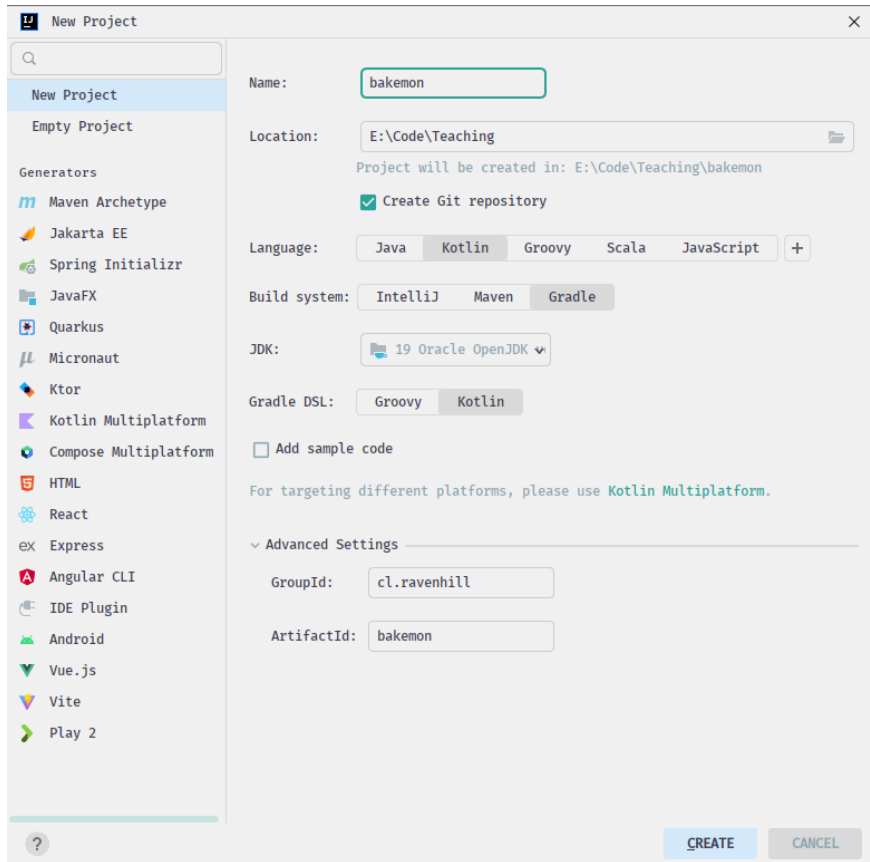 New Project
New Project
Empty Project
Generators
Maven Archetype
Jakarta EE
Spring Initializr
JavaFX
Quarkus
Micronaut
Ktor
Kotlin Multiplatform
Compose Multiplatform
HTML
React
Express
Angular CLI
IDE Plugin
Android
Vue.js
Vite
Play 2
Name: bakemon
Location: E:\Code\Teaching
Project will be created in: E:\Code\Teaching\bakemon
Create Git repository
Language: Java Kotlin Groovy Scala JavaScript +
Build system: IntelliJ Maven Gradle
JDK: 19 Oracle OpenJDK
Gradle DSL: Groovy Kotlin
Add sample code
For targeting different platforms, please use Kotlin Multiplatform.
Advanced Settings
GroupId: cl.ravenhill
ArtifactId: bakemon
? CREATE CANCEL